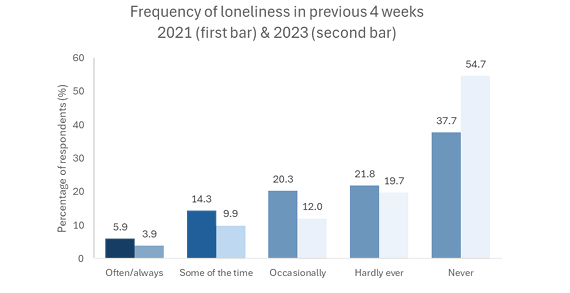 Frequency of loneliness in previous 4 weeks
2021 (first bar) & 2023 (second bar)
Percentage of respondents (%)
60
50
40
30
20
10
0
5.9
3.9
14.3
9.9
20.3
12.0
21.8
19.7
37.7
54.7
Often/always
Some of the time
Occasionally
Hardly ever
Never